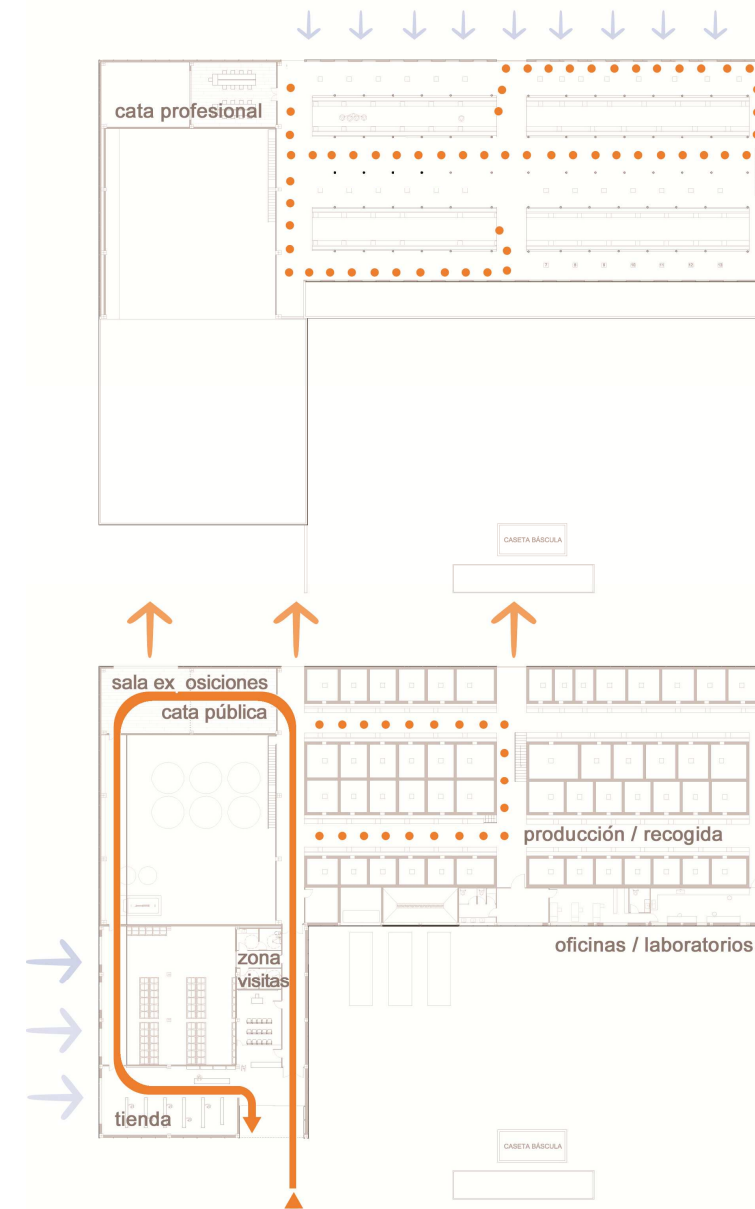 cata profesional
CASETA BÁSCULA
sala ex osiciones
cata pública
producción / recogida
oficinas / laboratorios
zona
visitas
tienda
CASETA BÁSCULA